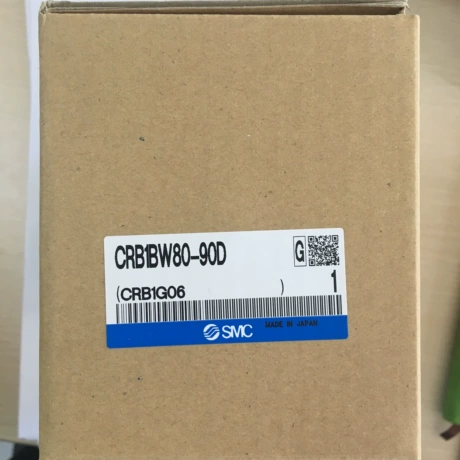 CRB1BW80-90D
G
(CRB1G06 )
1
SMC
MADE IN JAPAN